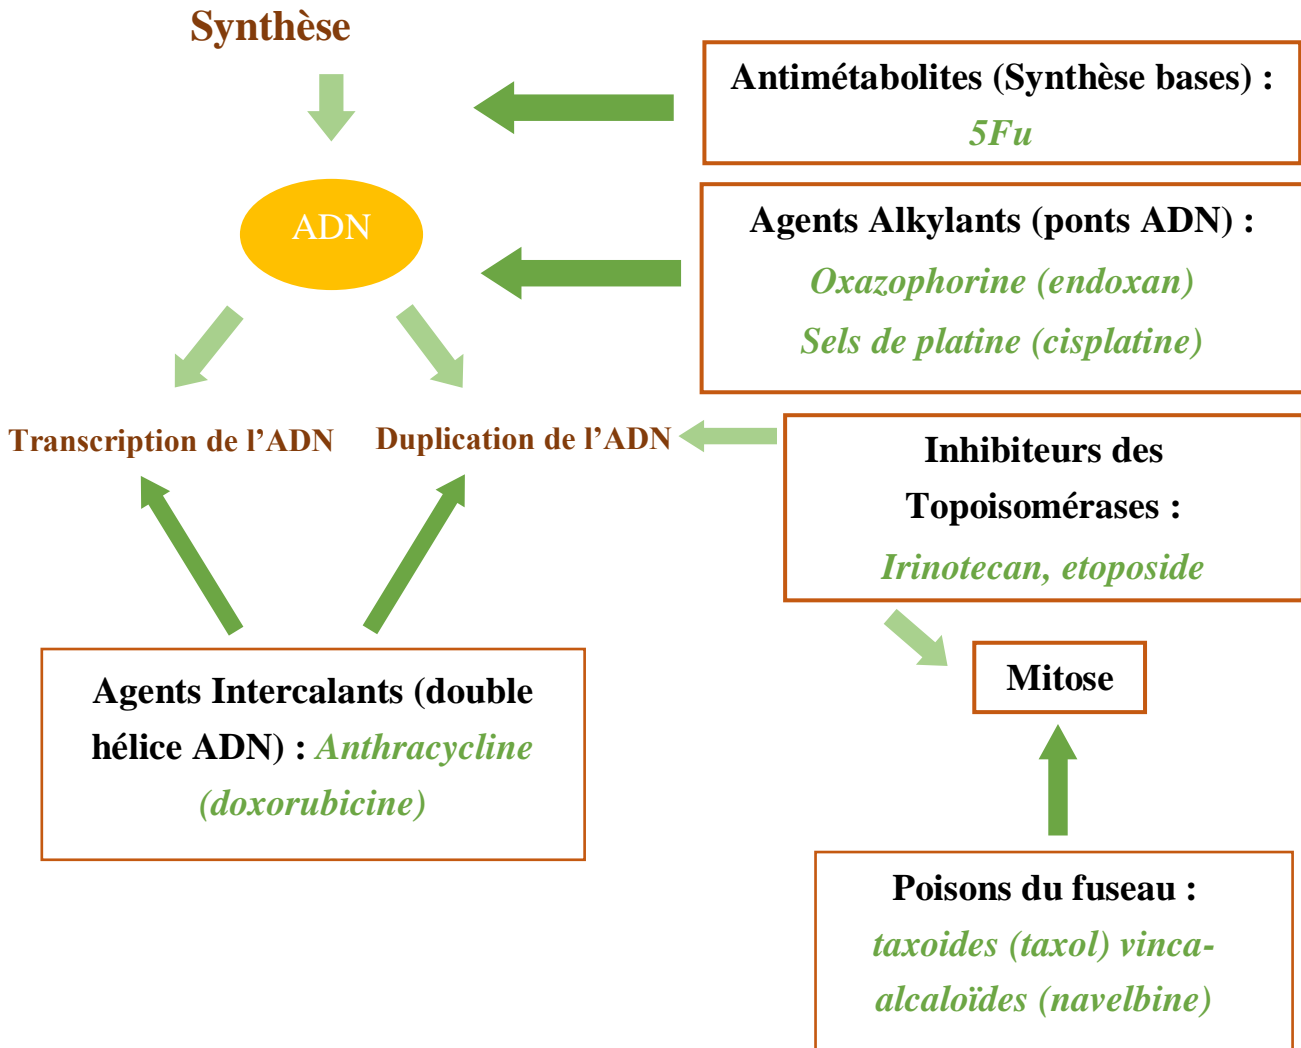 Synthèse
Antimétabolites (Synthèse bases) :
5Fu
ADN
Agents Alkylants (ponts ADN) :
Oxazophorine (endoxan)
Sels de platine (cisplatine)
Transcription de l’ADN
Duplication de l’ADN
Inhibiteurs des
Topoisomérases :
Irinotecan, etoposide
Agents Intercalants (double
hélice ADN) : Anthracycline
(doxorubicine)
Mitose
Poisons du fuseau :
taxoides (taxol) vinca-
alcaloïdes (navelbine)